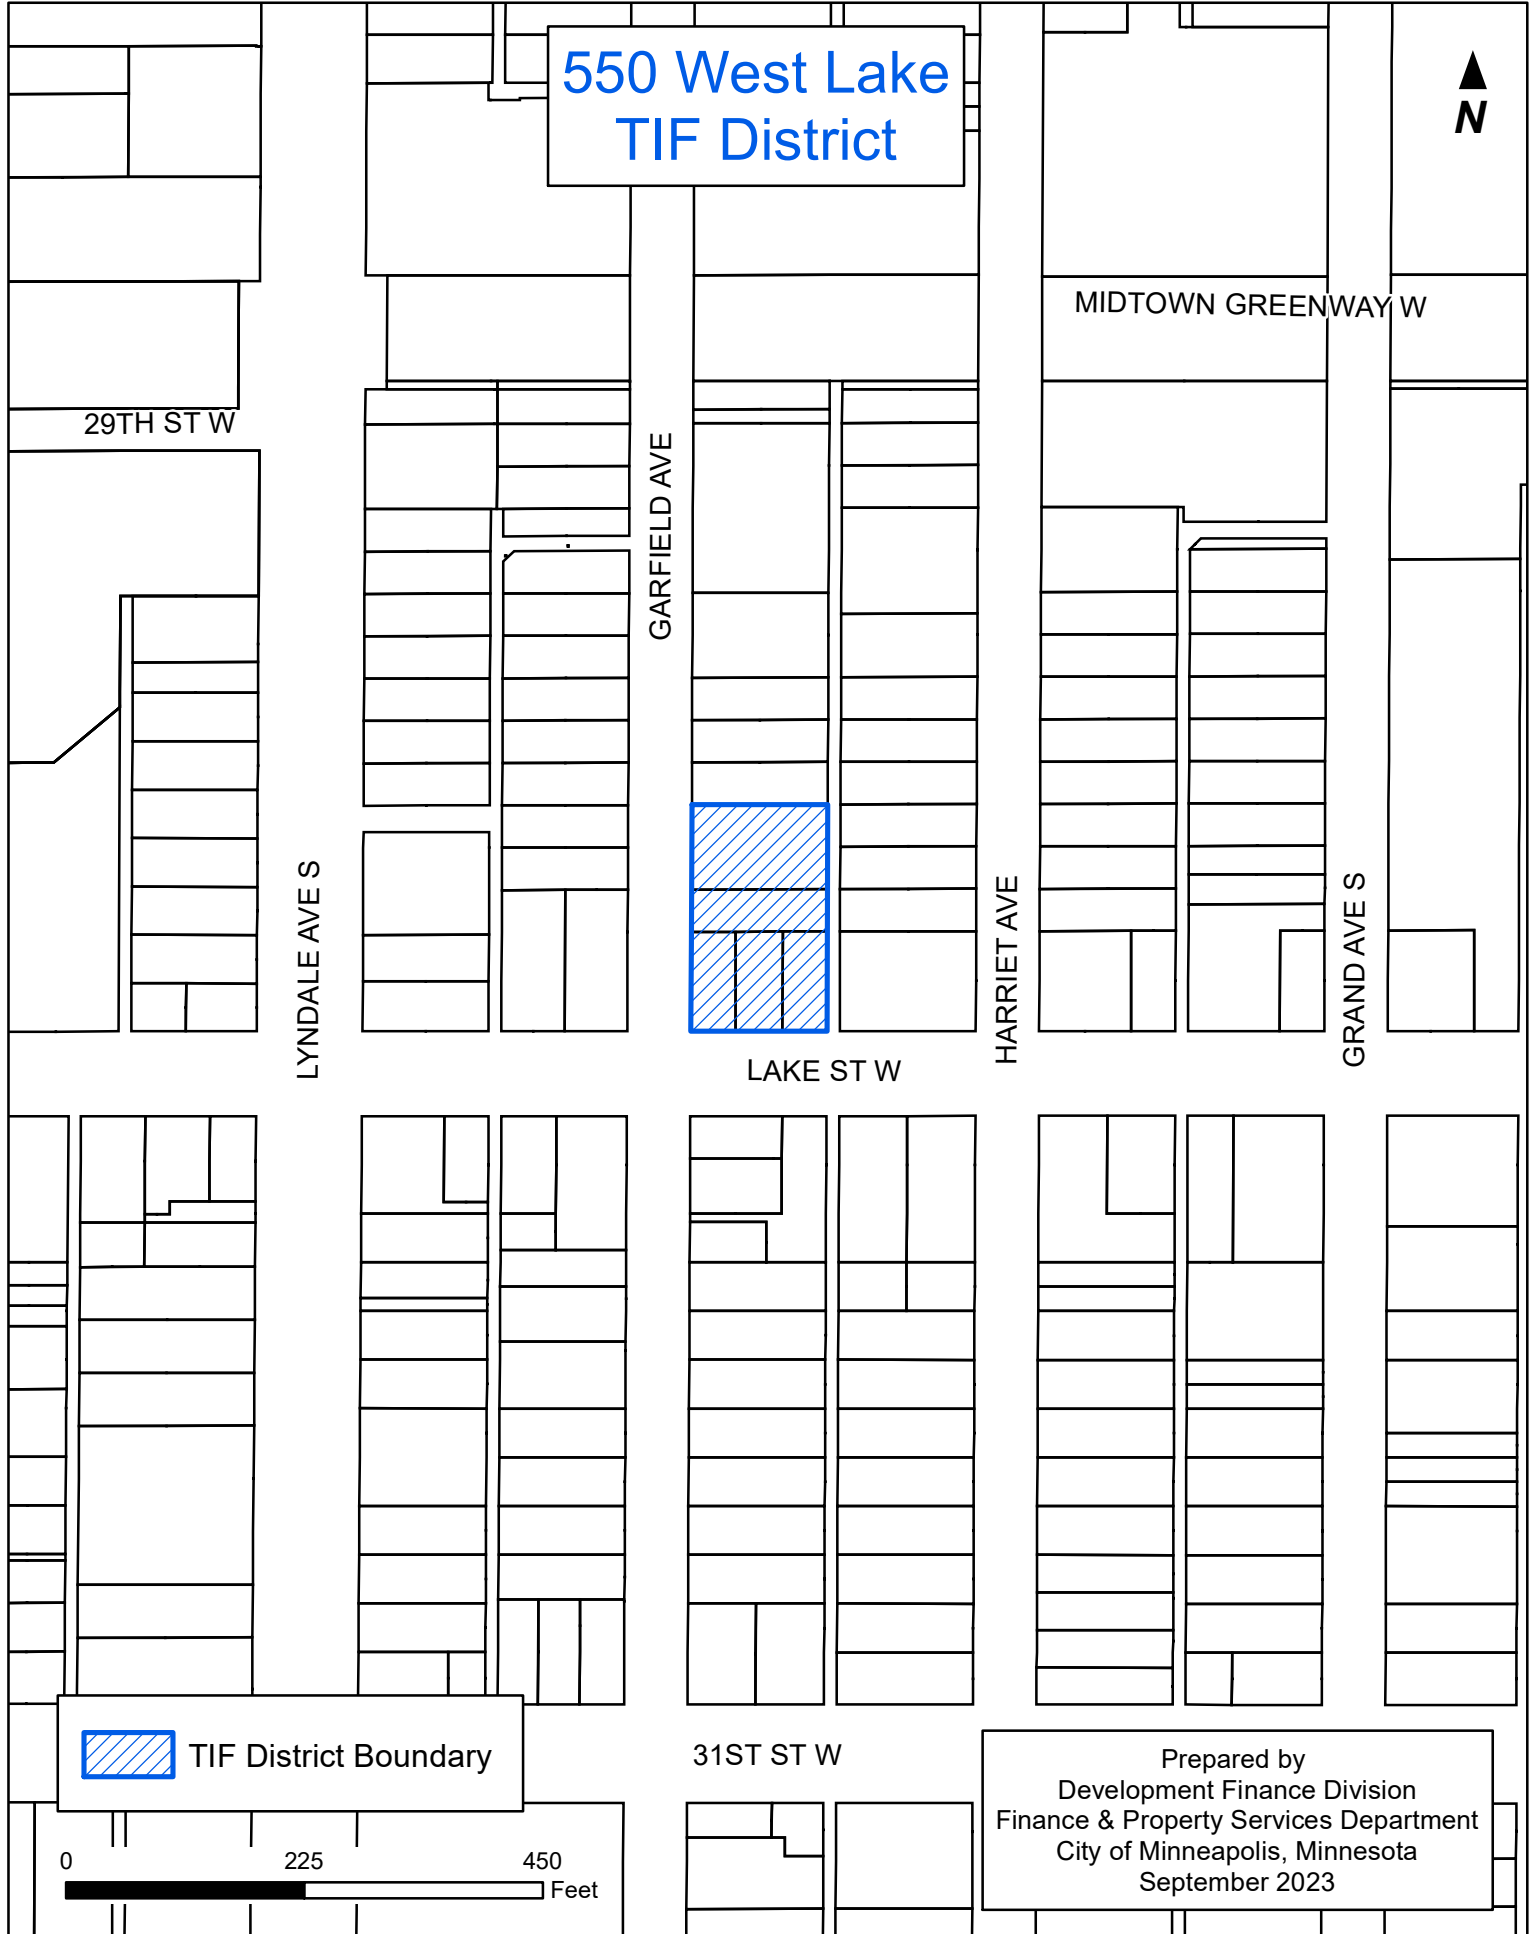 550 West Lake
TIF District
N
MIDTOWN GREENWAY W
29TH ST W
GARFIELD AVE
LYNDALE AVE S
HARRIET AVE
GRAND AVE S
LAKE ST W
TIF District Boundary
31ST ST W
Prepared by
Development Finance Division
Finance & Property Services Department
City of Minneapolis, Minnesota
September 2023
0 225 450
Feet